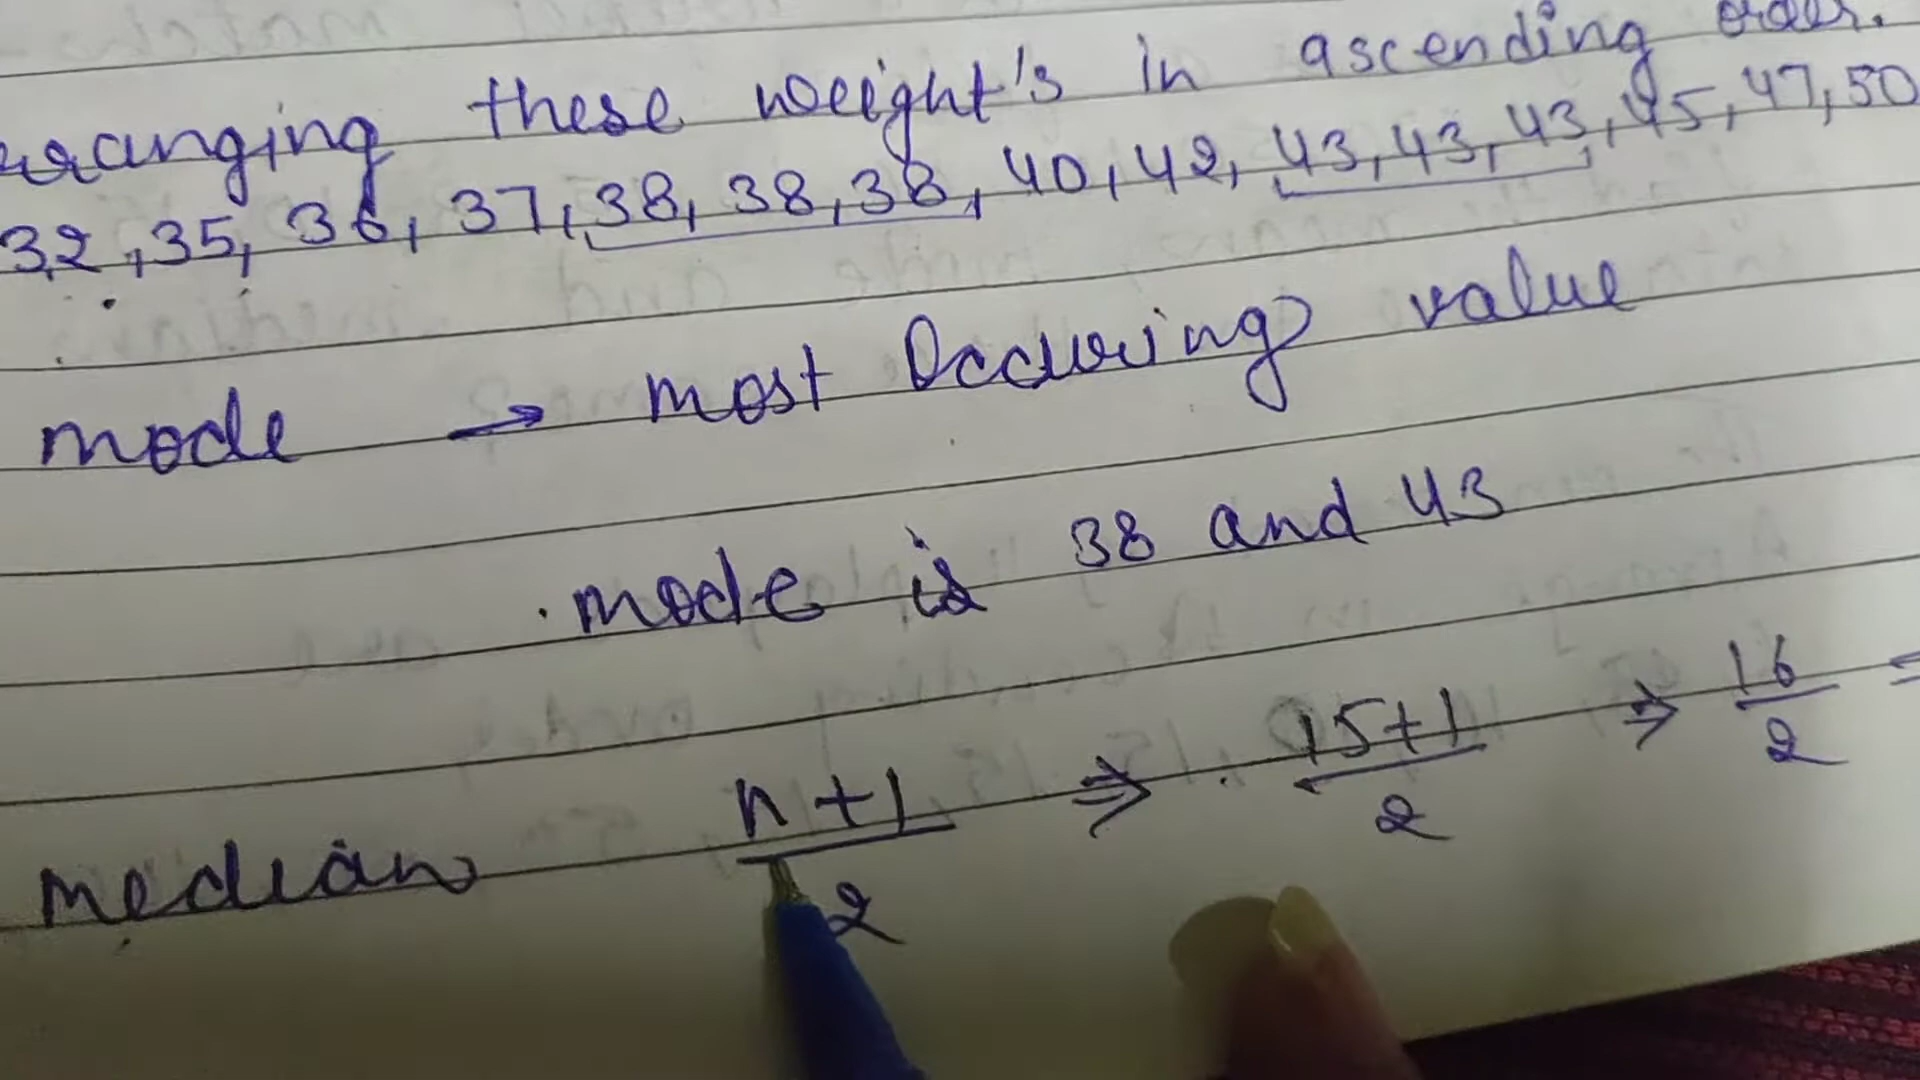 rranging these weight's in ascending order.
32, 35, 36, 37, 38, 38, 38, 40, 42, 43, 43, 43, 45, 47, 50
mode → most Occuring value
mode is 38 and 43
median n+1/2 ⇒ 15+1/2 ⇒ 16/2 =